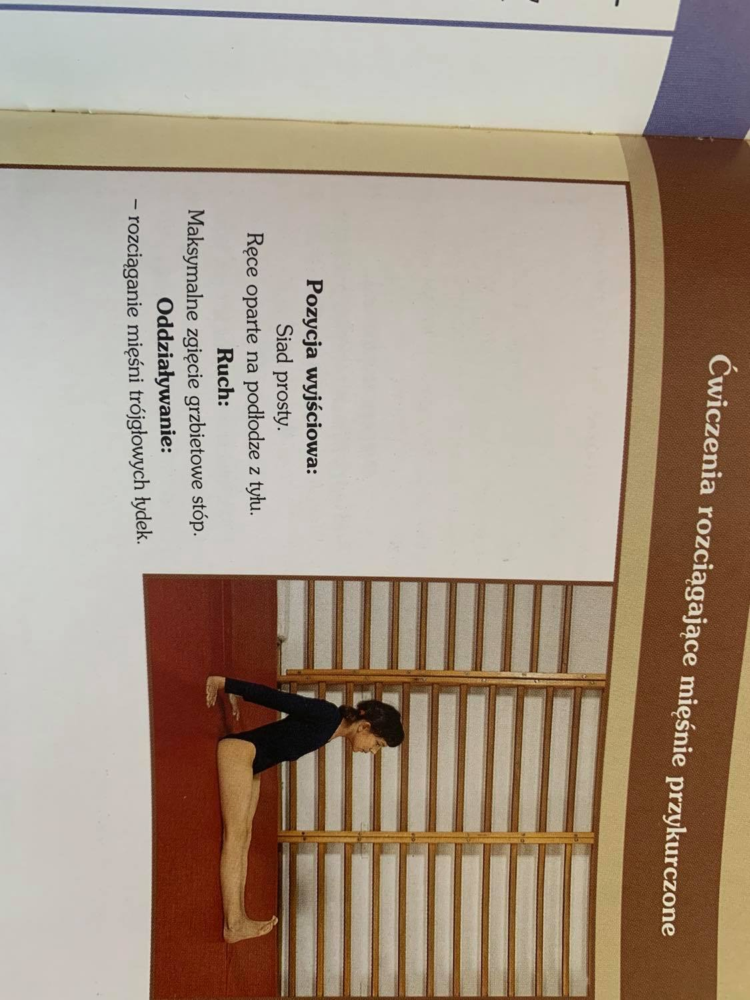 Ćwiczenia rozciągające mięśnie przykurczone
Pozycja wyjściowa:
Siad prosty.
Ręce oparte na podłodze z tyłu.
Ruch:
Maksymalne zgięcie grzbietowe stóp.
Oddziaływanie:
– rozciąganie mięśni trójgłowych łydek.